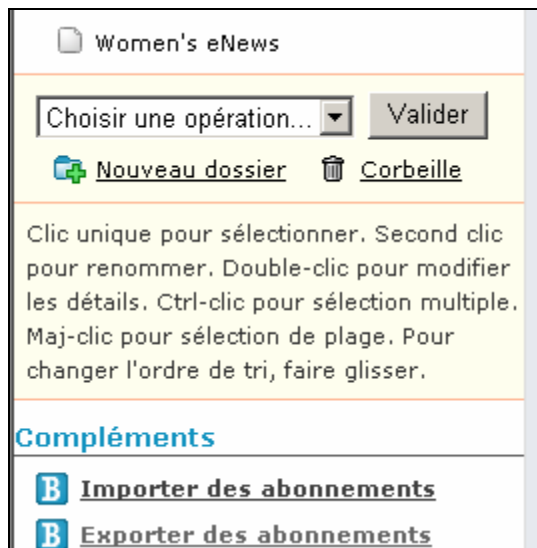 Women's eNews
Choisir une opération... Valider
Nouveau dossier Corbeille
Clic unique pour sélectionner. Second clic
pour renommer. Double-clic pour modifier
les détails. Ctrl-clic pour sélection multiple.
Maj-clic pour sélection de plage. Pour
changer l'ordre de tri, faire glisser.
Compléments
B Importer des abonnements
B Exporter des abonnements